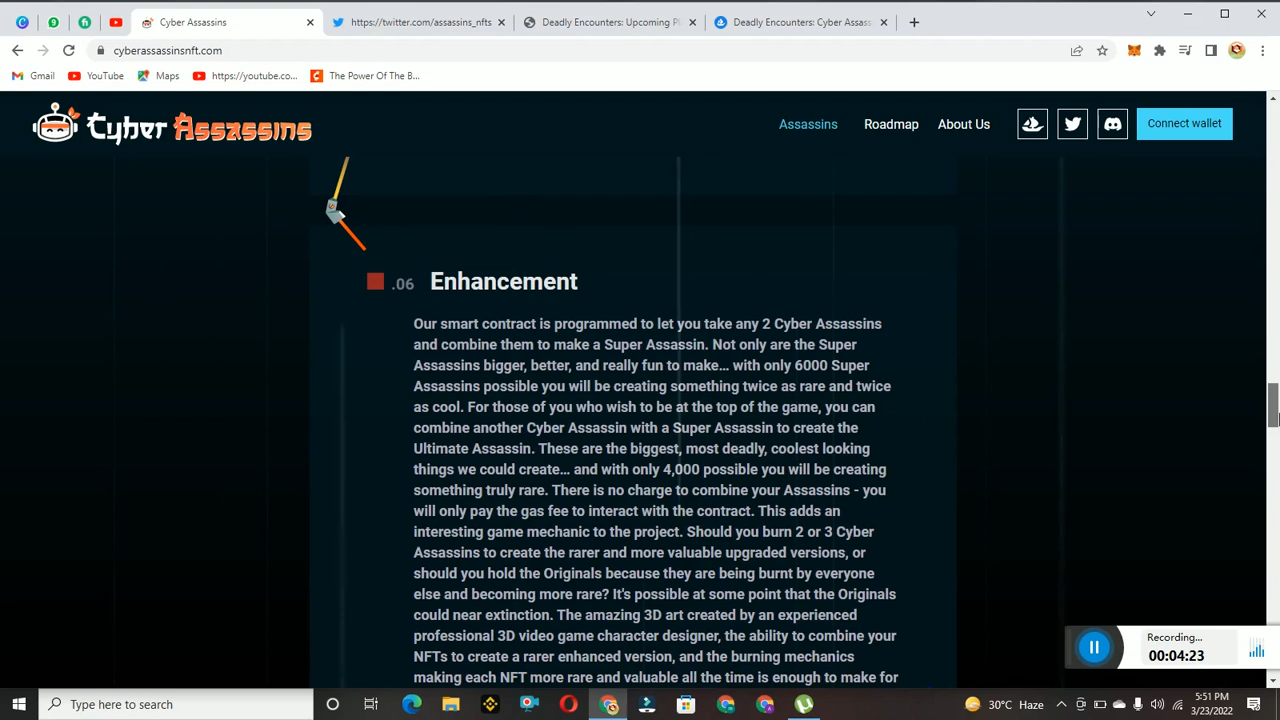 Cyber Assassins
https://twitter.com/assassins_nfts
Deadly Encounters: Upcoming Pl
Deadly Encounters: Cyber Assass
cyberassassinsnft.com
Gmail
YouTube
Maps
https://youtube.co...
The Power Of The B...
Cyber Assassins
Assassins
Roadmap
About Us
Connect wallet
.06 Enhancement
Our smart contract is programmed to let you take any 2 Cyber Assassins
and combine them to make a Super Assassin. Not only are the Super
Assassins bigger, better, and really fun to make... with only 6000 Super
Assassins possible you will be creating something twice as rare and twice
as cool. For those of you who wish to be at the top of the game, you can
combine another Cyber Assassin with a Super Assassin to create the
Ultimate Assassin. These are the biggest, most deadly, coolest looking
things we could create... and with only 4,000 possible you will be creating
something truly rare. There is no charge to combine your Assassins - you
will only pay the gas fee to interact with the contract. This adds an
interesting game mechanic to the project. Should you burn 2 or 3 Cyber
Assassins to create the rarer and more valuable upgraded versions, or
should you hold the Originals because they are being burnt by everyone
else and becoming more rare? It's possible at some point that the Originals
could near extinction. The amazing 3D art created by an experienced
professional 3D video game character designer, the ability to combine your
NFTs to create a rarer enhanced version, and the burning mechanics
making each NFT more rare and valuable all the time is enough to make for
Recording...
00:04:23
Type here to search
30°C Haze
5:51 PM
3/23/2022